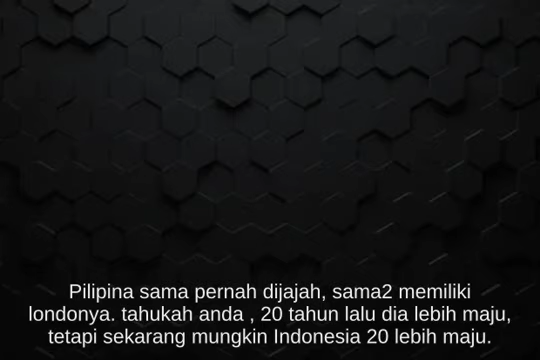 Pilipina sama pernah dijajah, sama2 memiliki
londonya. tahukah anda , 20 tahun lalu dia lebih maju,
tetapi sekarang mungkin Indonesia 20 lebih maju.